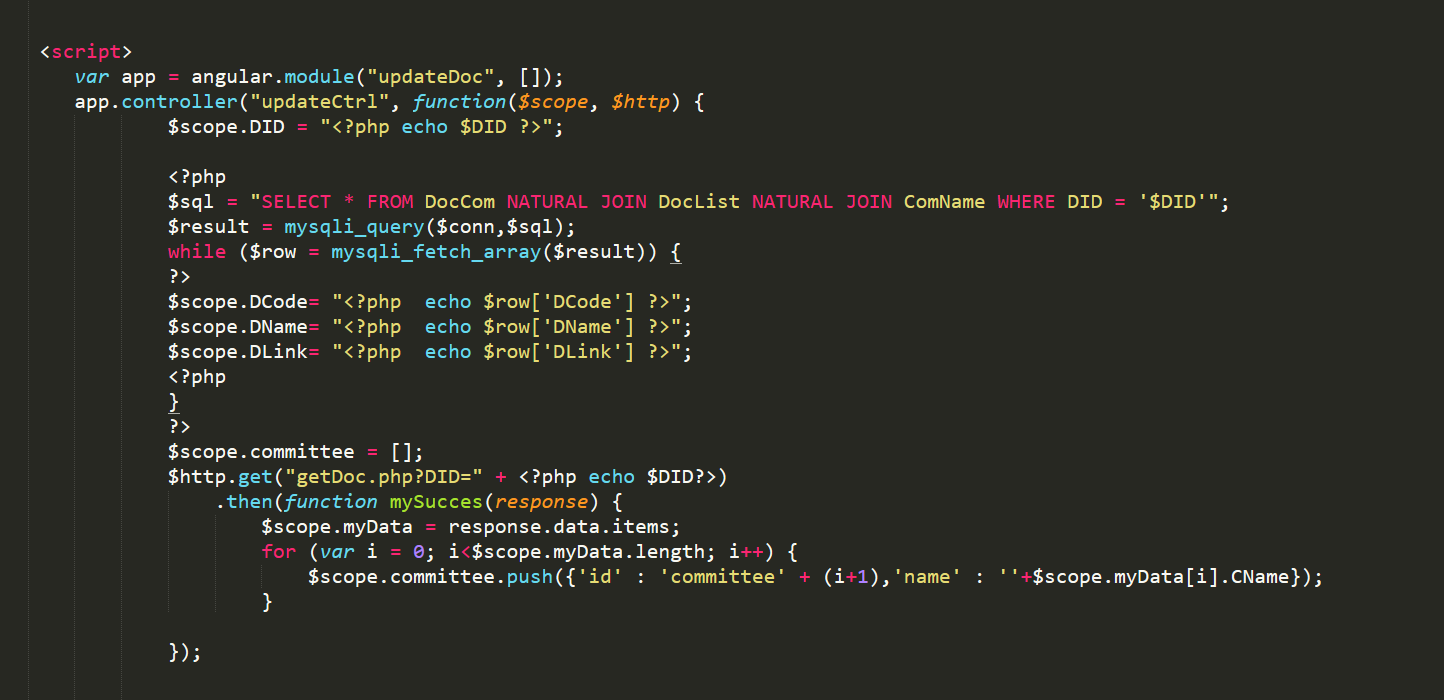 <script>
var app = angular.module("updateDoc", []);
app.controller("updateCtrl", function($scope, $http) {
$scope.DID = "<?php echo $DID ?>";
<?php
$sql = "SELECT * FROM DocCom NATURAL JOIN DocList NATURAL JOIN ComName WHERE DID = '$DID'";
$result = mysqli_query($conn,$sql);
while ($row = mysqli_fetch_array($result)) {
?>
$scope.DCode= "<?php  echo $row['DCode'] ?>";
$scope.DName= "<?php  echo $row['DName'] ?>";
$scope.DLink= "<?php  echo $row['DLink'] ?>";
<?php
}
?>
$scope.committee = [];
$http.get("getDoc.php?DID=" + <?php echo $DID?>)
.then(function mySucces(response) {
$scope.myData = response.data.items;
for (var i = 0; i<$scope.myData.length; i++) {
$scope.committee.push({'id' : 'committee' + (i+1),'name' : ''+$scope.myData[i].CName});
}
});